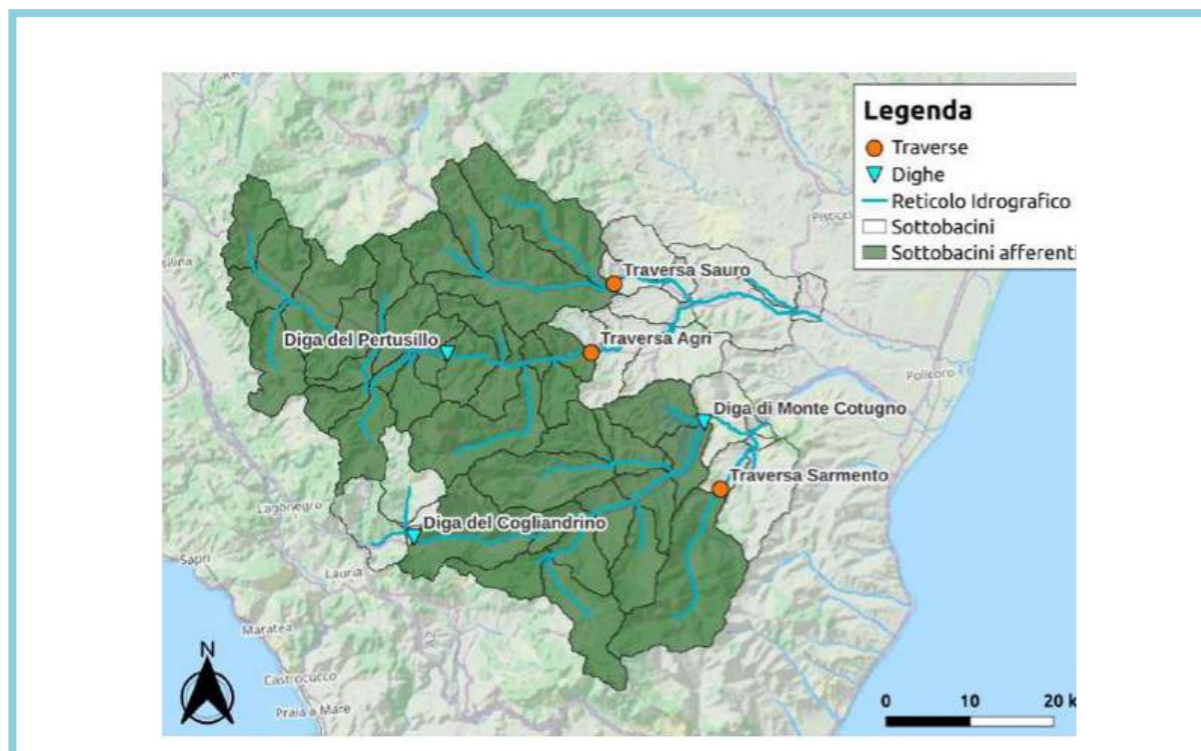 Legenda
Traverse
Dighe
Reticolo Idrografico
Sottobacini
Sottobacini afferenti
Traversa Sauro
Traversa Agri
Diga del Pertusillo
Policoro
Diga di Monte Cotugno
Traversa Sarmento
Lagonegro
Diga del Cogliandrino
Sapri
Lauria
Maratea
N
Castrocucco
Praia a Mare
0 10 20 k